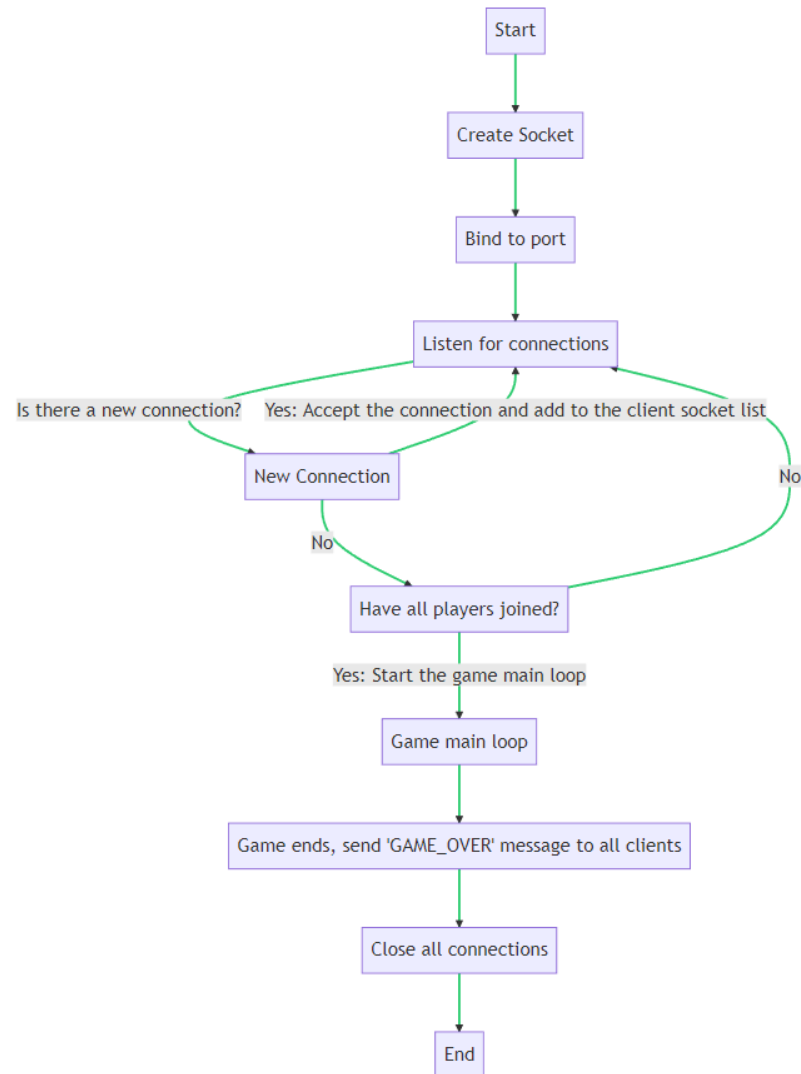 Start
Create Socket
Bind to port
Listen for connections
Is there a new connection?
Yes: Accept the connection and add to the client socket list
New Connection
No
No
Have all players joined?
Yes: Start the game main loop
Game main loop
Game ends, send 'GAME_OVER' message to all clients
Close all connections
End